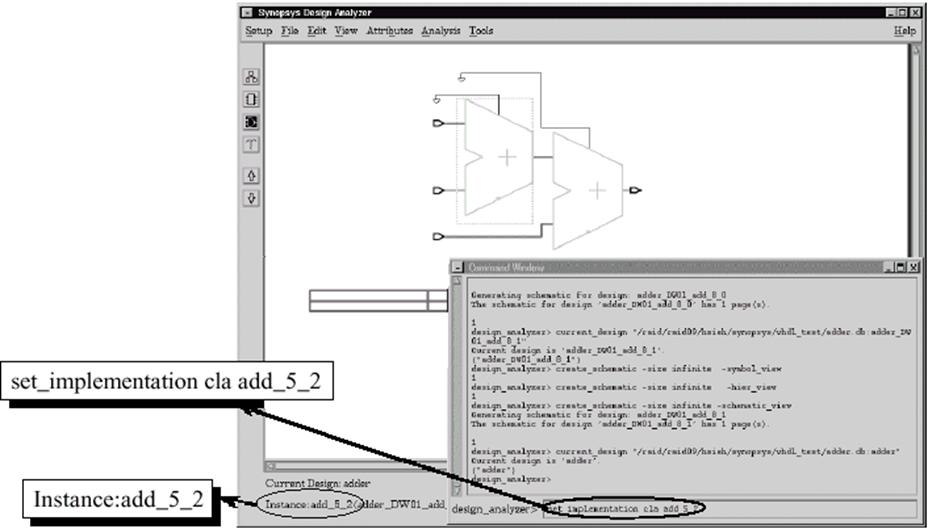 Synopsys Design Analyzer
Setup File Edit View Attributes Analysis Tools Help
Command Window
Generating schematic for design: adder_DW01_add_8_0
The schematic for design 'adder_DW01_add_8_0' has 1 page(s).
1
design_analyzer> current_design "/raid/raid09/hsieh/synopsys/vhdl_test/adder.db:adder_DW
01_add_8_1"
Current design is 'adder_DW01_add_8_1'.
{"adder_DW01_add_8_1"}
design_analyzer> create_schematic -size infinite -symbol_view
1
design_analyzer> create_schematic -size infinite -hier_view
1
design_analyzer> create_schematic -size infinite -schematic_view
Generating schematic for design: adder_DW01_add_8_1
The schematic for design 'adder_DW01_add_8_1' has 1 page(s).
1
design_analyzer> current_design "/raid/raid09/hsieh/synopsys/vhdl_test/adder.db:adder"
Current design is 'adder'.
{"adder"}
design_analyzer>
set_implementation cla add_5_2
Current Design: adder
Instance:add_5_2
Instance:add_5_2(adder_DW01_add_
design_analyzer> set_implementation cla add_5_2